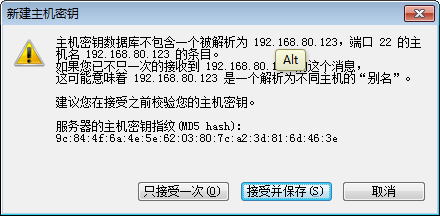 新建主机密钥
主机密钥数据库不包含一个被解析为 192.168.80.123, 端口 22 的主
机名 192.168.80.123 的条目。
如果您已不只一次的接收到 192.168.80.1 这个消息,
这可能意味着 192.168.80.123 是一个解析为不同主机的“别名”。
Alt
建议您在接受之前校验您的主机密钥。
服务器的主机密钥指纹(MD5 hash):
9c:84:4f:6a:4e:5e:62:03:80:7c:a2:3d:81:6d:46:3e
只接受一次(O) 接受并保存(S) 取消